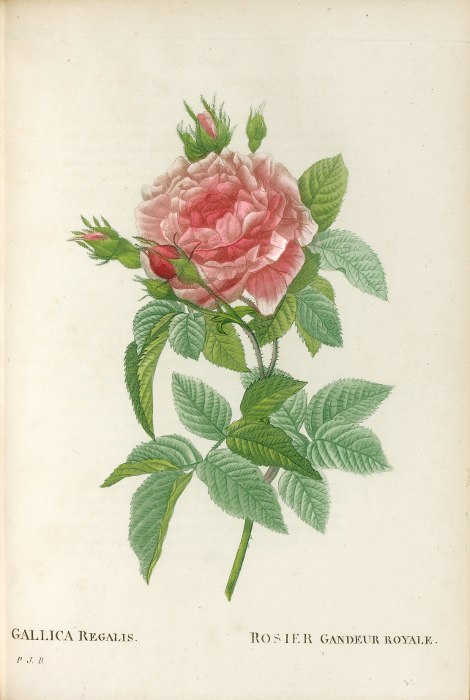 GALLICA REGALIS.
ROSIER GANDEUR ROYALE.
P. J. R